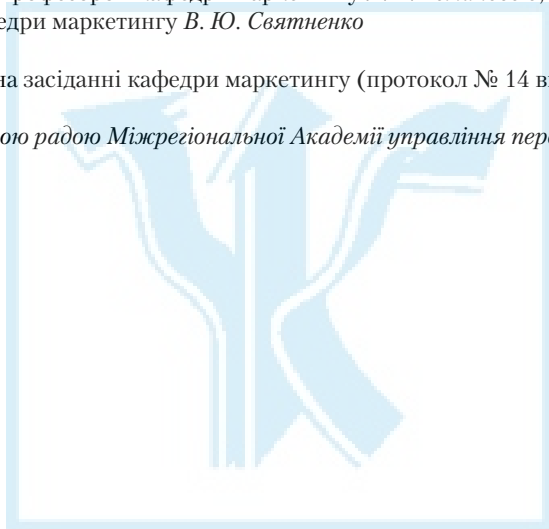 едри маркетингу В. Ю. Святненко
на засіданні кафедри маркетингу (протокол № 14 в
ою радою Міжрегіональної Академії управління пер